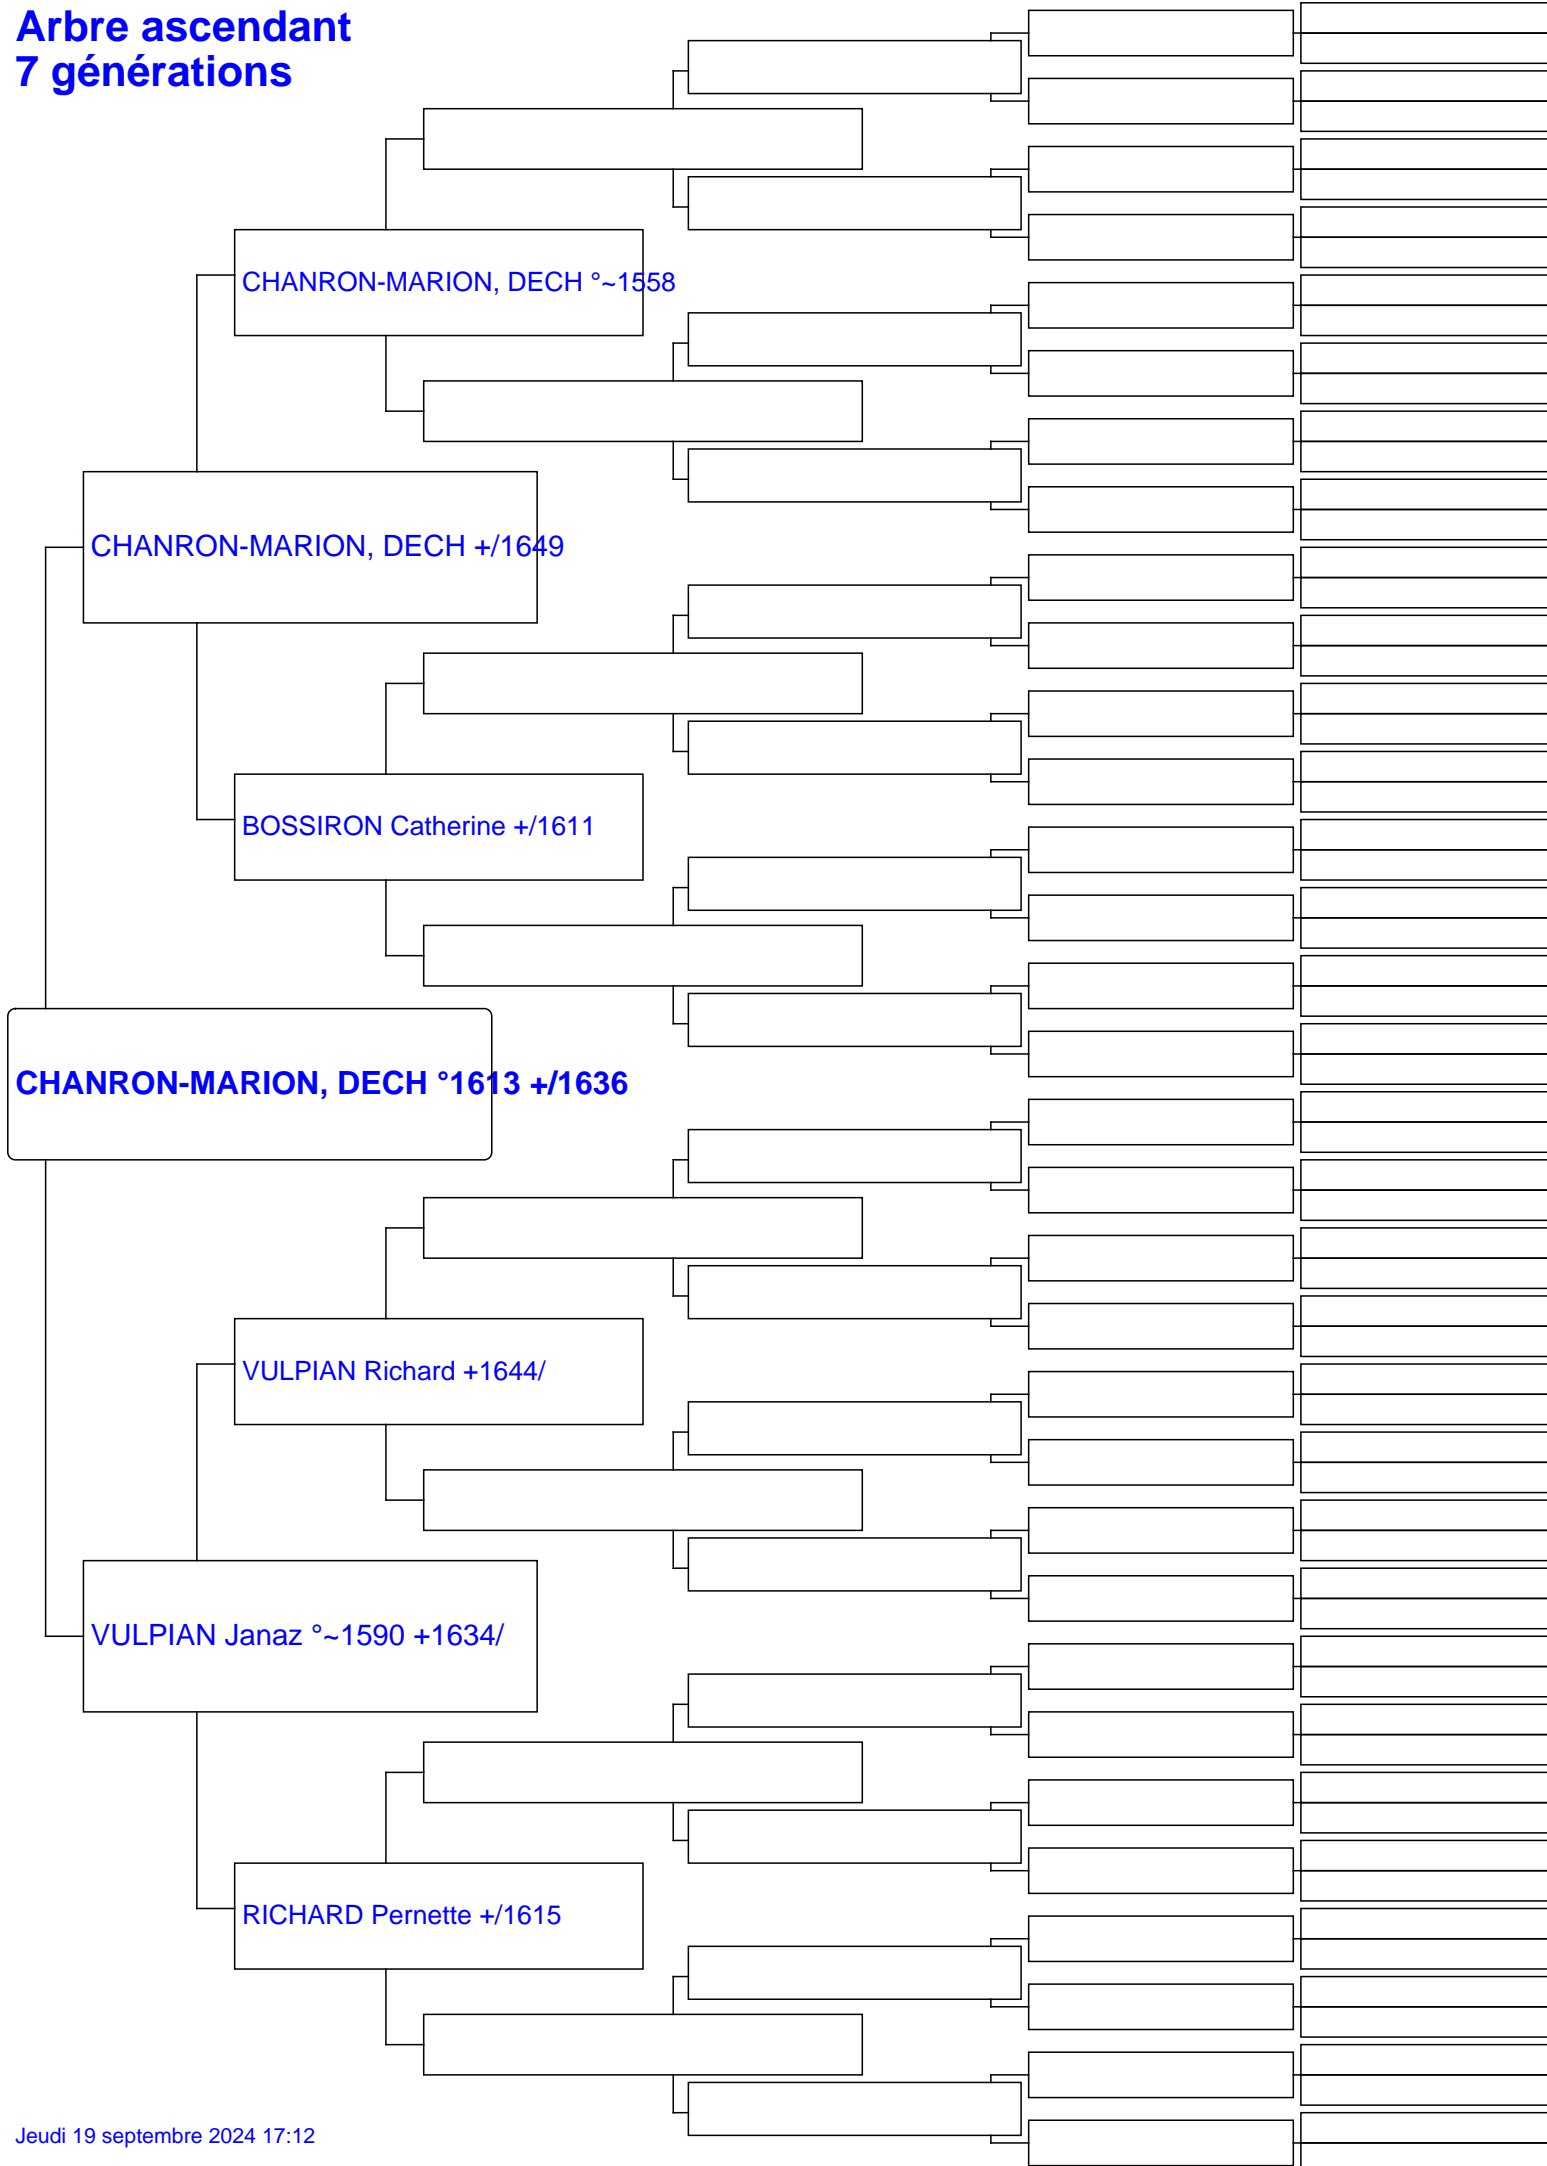 Arbre ascendant
7 générations
CHANRON-MARION, DECH °~1558
CHANRON-MARION, DECH +/1649
BOSSIRON Catherine +/1611
CHANRON-MARION, DECH °1613 +/1636
VULPIAN Richard +1644/
VULPIAN Janaz °~1590 +1634/
RICHARD Pernette +/1615
Jeudi 19 septembre 2024 17:12